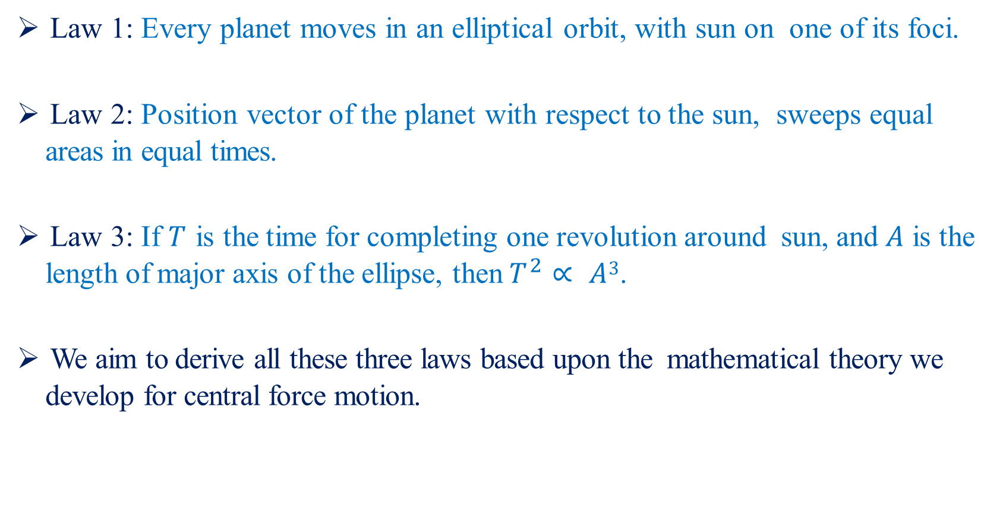 ➢ Law 1: Every planet moves in an elliptical orbit, with sun on one of its foci.
➢ Law 2: Position vector of the planet with respect to the sun, sweeps equal
areas in equal times.
➢ Law 3: If T is the time for completing one revolution around sun, and A is the
length of major axis of the ellipse, then T² ∝ A³.
➢ We aim to derive all these three laws based upon the mathematical theory we
develop for central force motion.